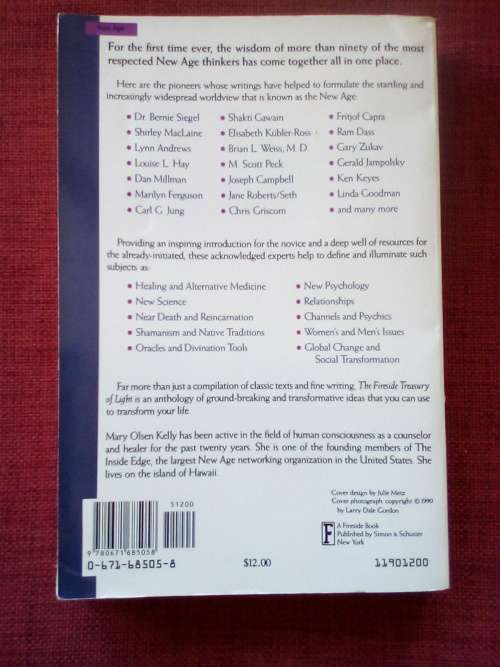 New Age
For the first time ever, the wisdom of more than ninety of the most
respected New Age thinkers has come together all in one place.
Here are the pioneers whose writings have helped to formulate the startling and
increasingly widespread worldview that is known as the New Age:
• Dr. Bernie Siegel • Shakti Gawain • Fritjof Capra
• Shirley MacLaine • Elisabeth Kübler-Ross • Ram Dass
• Lynn Andrews • Brian L. Weiss, M.D. • Gary Zukav
• Louise L. Hay • M. Scott Peck • Gerald Jampolsky
• Dan Millman • Joseph Campbell • Ken Keyes
• Marilyn Ferguson • Jane Roberts/Seth • Linda Goodman
• Carl G. Jung • Chris Griscom • and many more
Providing an inspiring introduction for the novice and a deep well of resources for
the already-initiated, these acknowledged experts help to define and illuminate such
subjects as:
• Healing and Alternative Medicine • New Psychology
• New Science • Relationships
• Near Death and Reincarnation • Channels and Psychics
• Shamanism and Native Traditions • Women's and Men's Issues
• Oracles and Divination Tools • Global Change and
Social Transformation
Far more than just a compilation of classic texts and fine writing, The Fireside Treasury
of Light is an anthology of ground-breaking and transformative ideas that you can use
to transform your life.
Mary Olsen Kelly has been active in the field of human consciousness as a counselor
and healer for the past twenty years. She is one of the founding members of The
Inside Edge, the largest New Age networking organization in the United States. She
lives on the island of Hawaii.
Cover design by Julie Metz
Cover photograph copyright © 1990
by Larry Dale Gordon
F
A Fireside Book
Published by Simon & Schuster
New York
51200
9 780671 685058
0-671-68505-8
$12.00
11901200